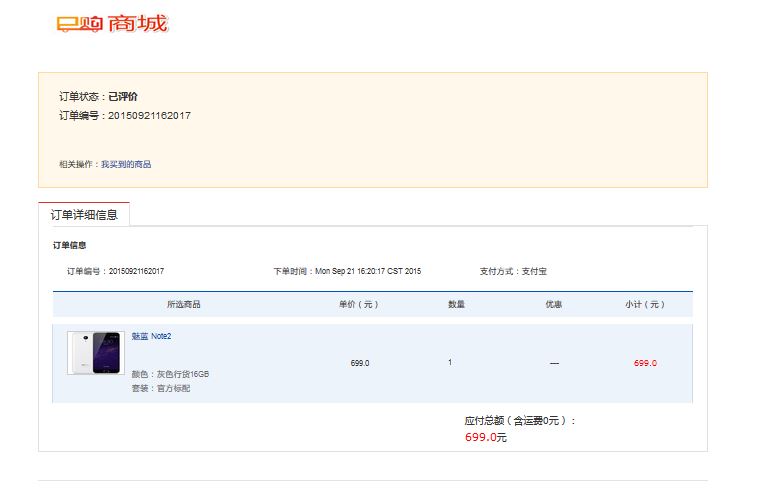 已购商城
订单状态：已评价
订单编号：20150921162017
相关操作：我买到的商品
订单详细信息
订单信息
订单编号：20150921162017 下单时间：Mon Sep 21 16:20:17 CST 2015 支付方式：支付宝
所选商品 单价（元） 数量 优惠 小计（元）
魅蓝 Note2
699.0 1 --- 699.0
颜色：灰色行货16GB
套装：官方标配
应付总额（含运费0元）：
699.0元